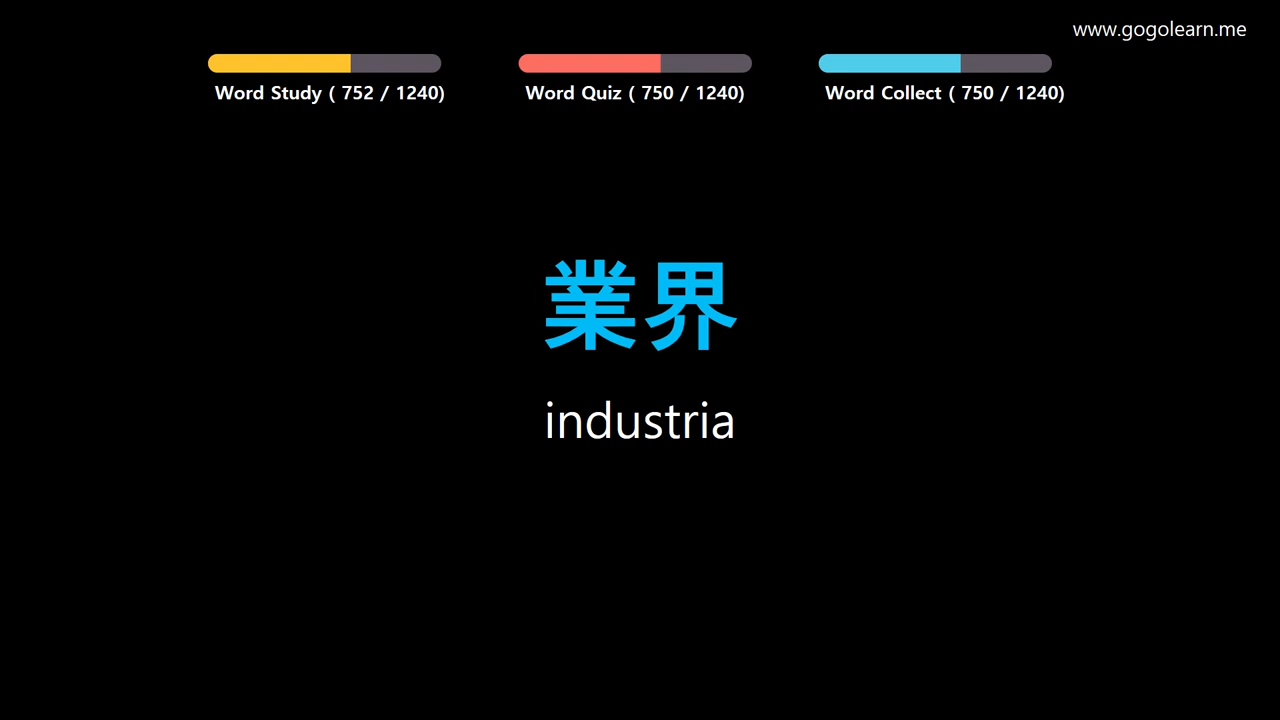 www.gogolearn.me
Word Study ( 752 / 1240)
Word Quiz ( 750 / 1240)
Word Collect ( 750 / 1240)
業界
industria